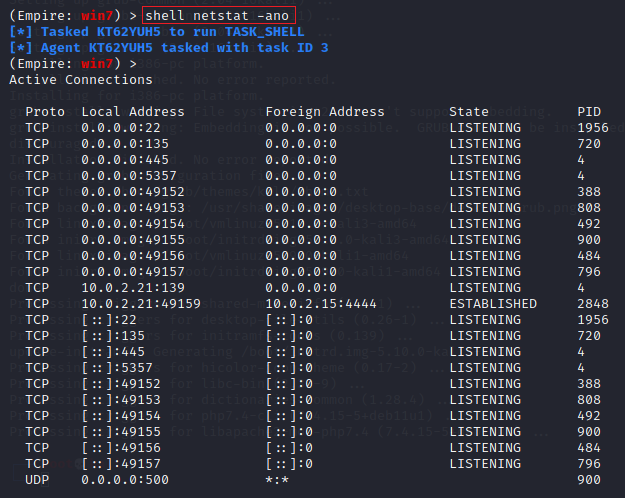 (Empire: win7) > shell netstat -ano
[*] Tasked KT62YUH5 to run TASK_SHELL
[*] Agent KT62YUH5 tasked with task ID 3
(Empire: win7) >
Active Connections
Proto Local Address Foreign Address State PID
TCP 0.0.0.0:22 0.0.0.0:0 LISTENING 1956
TCP 0.0.0.0:135 0.0.0.0:0 LISTENING 720
TCP 0.0.0.0:445 0.0.0.0:0 LISTENING 4
TCP 0.0.0.0:5357 0.0.0.0:0 LISTENING 4
TCP 0.0.0.0:49152 0.0.0.0:0 LISTENING 388
TCP 0.0.0.0:49153 0.0.0.0:0 LISTENING 808
TCP 0.0.0.0:49154 0.0.0.0:0 LISTENING 492
TCP 0.0.0.0:49155 0.0.0.0:0 LISTENING 900
TCP 0.0.0.0:49156 0.0.0.0:0 LISTENING 484
TCP 0.0.0.0:49157 0.0.0.0:0 LISTENING 796
TCP 10.0.2.21:139 0.0.0.0:0 LISTENING 4
TCP 10.0.2.21:49159 10.0.2.15:4444 ESTABLISHED 2848
TCP [::]:22 [::]:0 LISTENING 1956
TCP [::]:135 [::]:0 LISTENING 720
TCP [::]:445 [::]:0 LISTENING 4
TCP [::]:5357 [::]:0 LISTENING 4
TCP [::]:49152 [::]:0 LISTENING 388
TCP [::]:49153 [::]:0 LISTENING 808
TCP [::]:49154 [::]:0 LISTENING 492
TCP [::]:49155 [::]:0 LISTENING 900
TCP [::]:49156 [::]:0 LISTENING 484
TCP [::]:49157 [::]:0 LISTENING 796
UDP 0.0.0.0:500 *:* 900